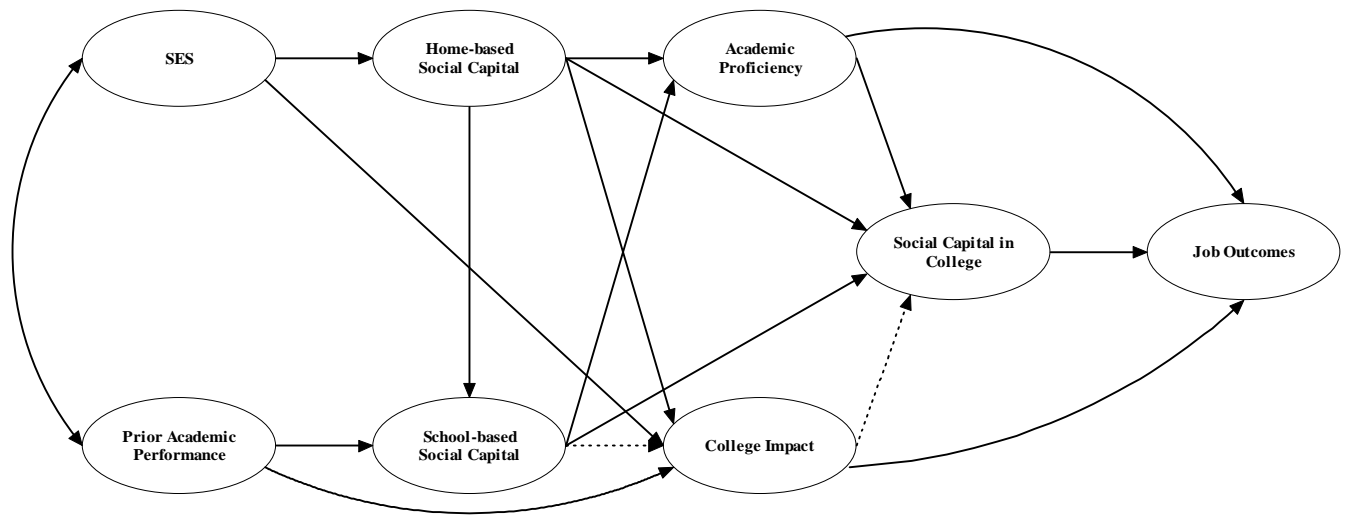 SES
Home-based
Social Capital
Academic
Proficiency
Social Capital in
College
Job Outcomes
Prior Academic
Performance
School-based
Social Capital
College Impact